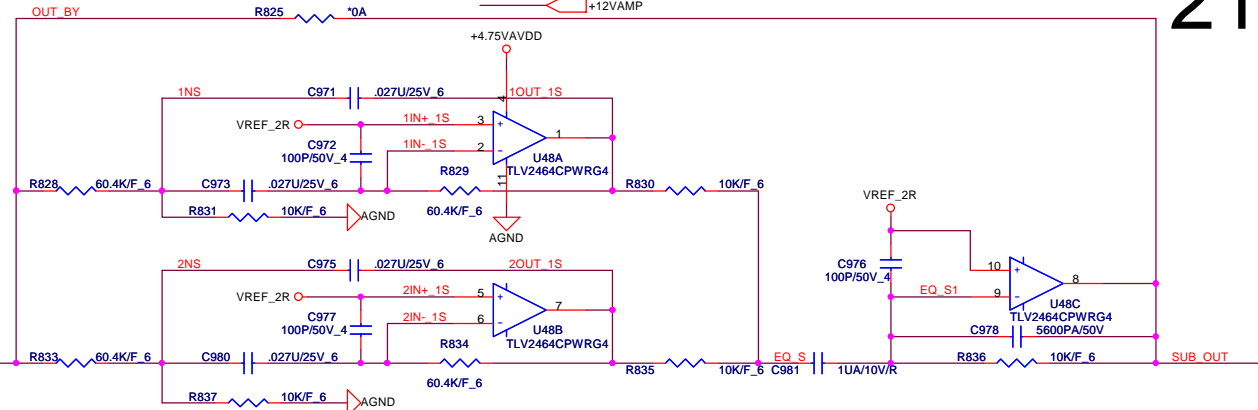 +12VAMP
21
OUT_BY R825 *0A
+4.75VAVDD
1NS C971 .027U/25V_6 4 1OUT_1S
VREF_2R 1IN+_1S 3 + 1
C972 1IN-_1S 2 -
100P/50V_4 U48A
TLV2464CPWRG4
R828 60.4K/F_6 C973 .027U/25V_6 R829 11 R830 10K/F_6
R831 10K/F_6 AGND 60.4K/F_6
AGND
VREF_2R
2NS C975 .027U/25V_6 2OUT_1S
C976 10 + 8
100P/50V_4
VREF_2R 2IN+_1S 5 + 7
EQ_S1 9 -
C977 2IN-_1S 6 -
100P/50V_4 U48B
TLV2464CPWRG4
U48C
TLV2464CPWRG4
C978 5600PA/50V
R833 60.4K/F_6 C980 .027U/25V_6 R834 R835 10K/F_6 EQ_S C981 1UA/10V/R R836 10K/F_6 SUB_OUT
60.4K/F_6
R837 10K/F_6 AGND